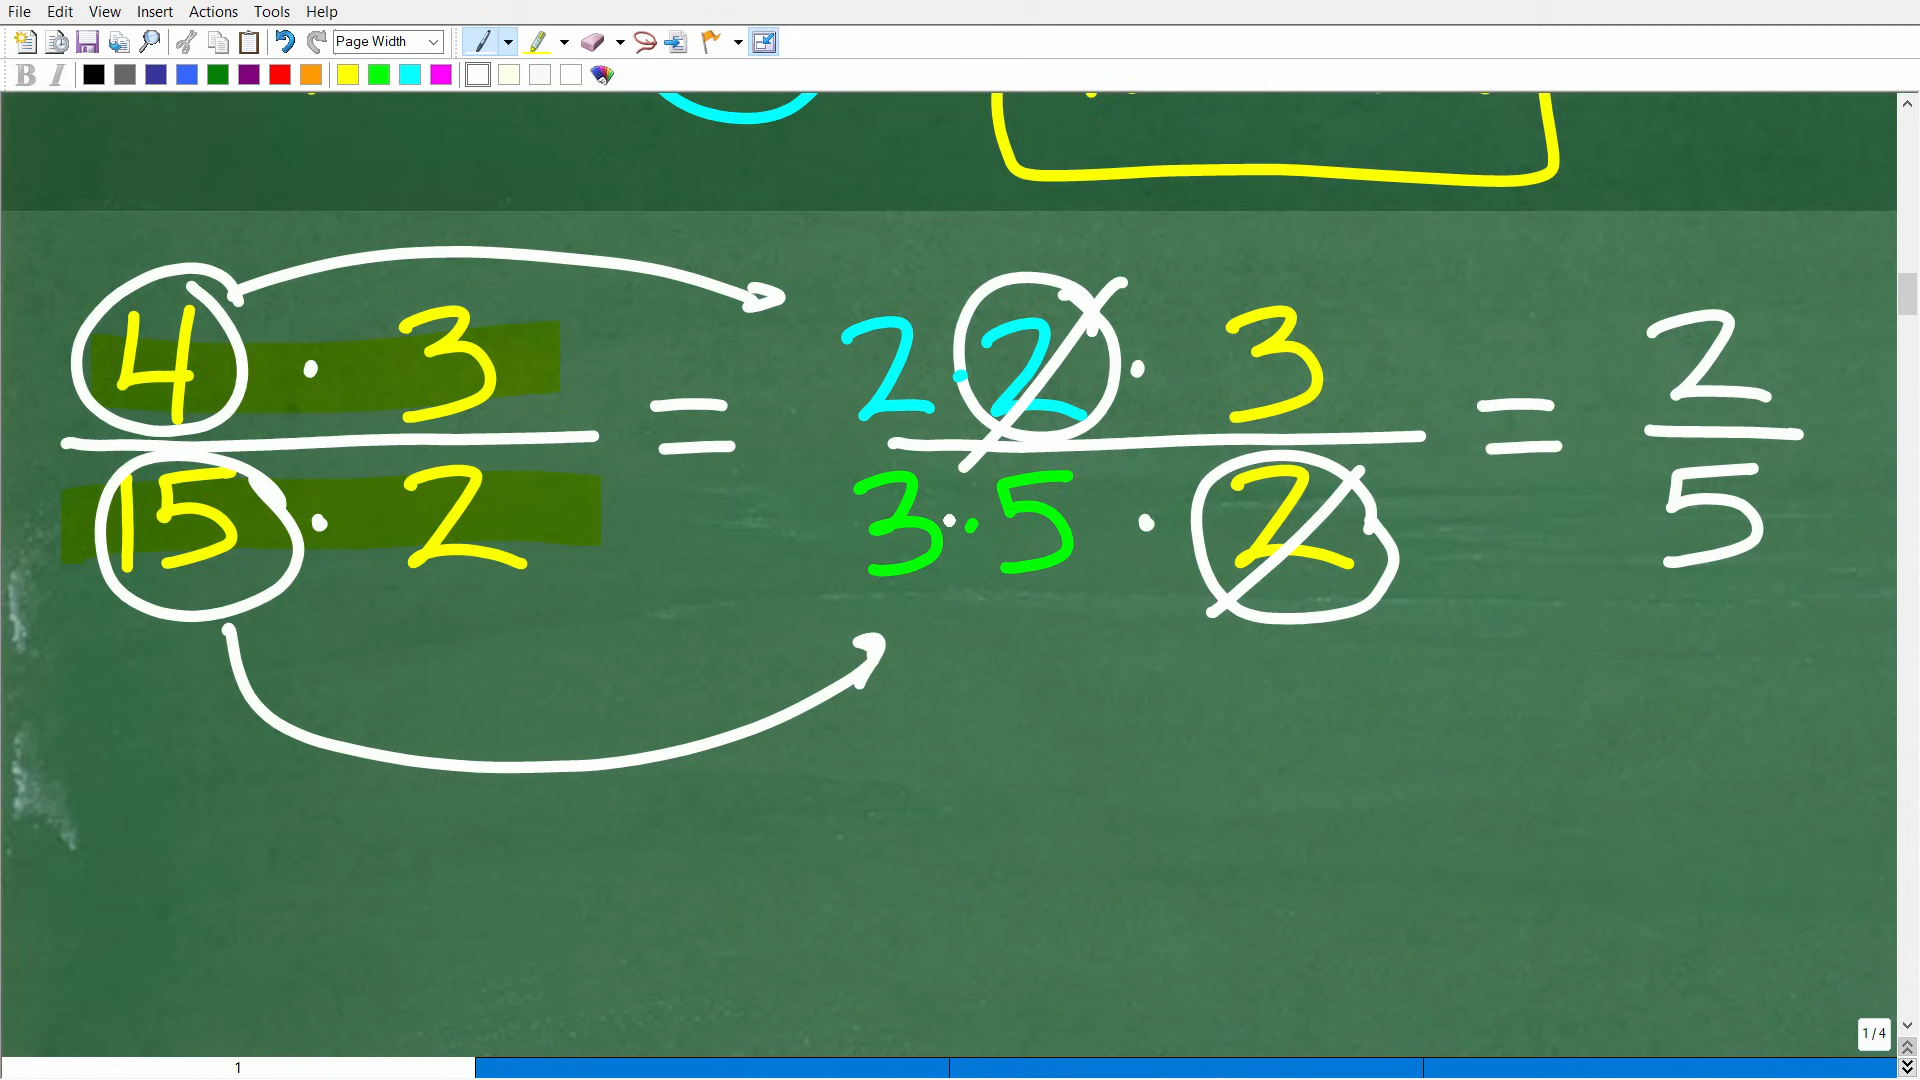 File Edit View Insert Actions Tools Help
Page Width
B I
4 · 3 = 2 · 2 · 3 = 2
15 · 2 3 · 5 · 2 5
1 / 4
1